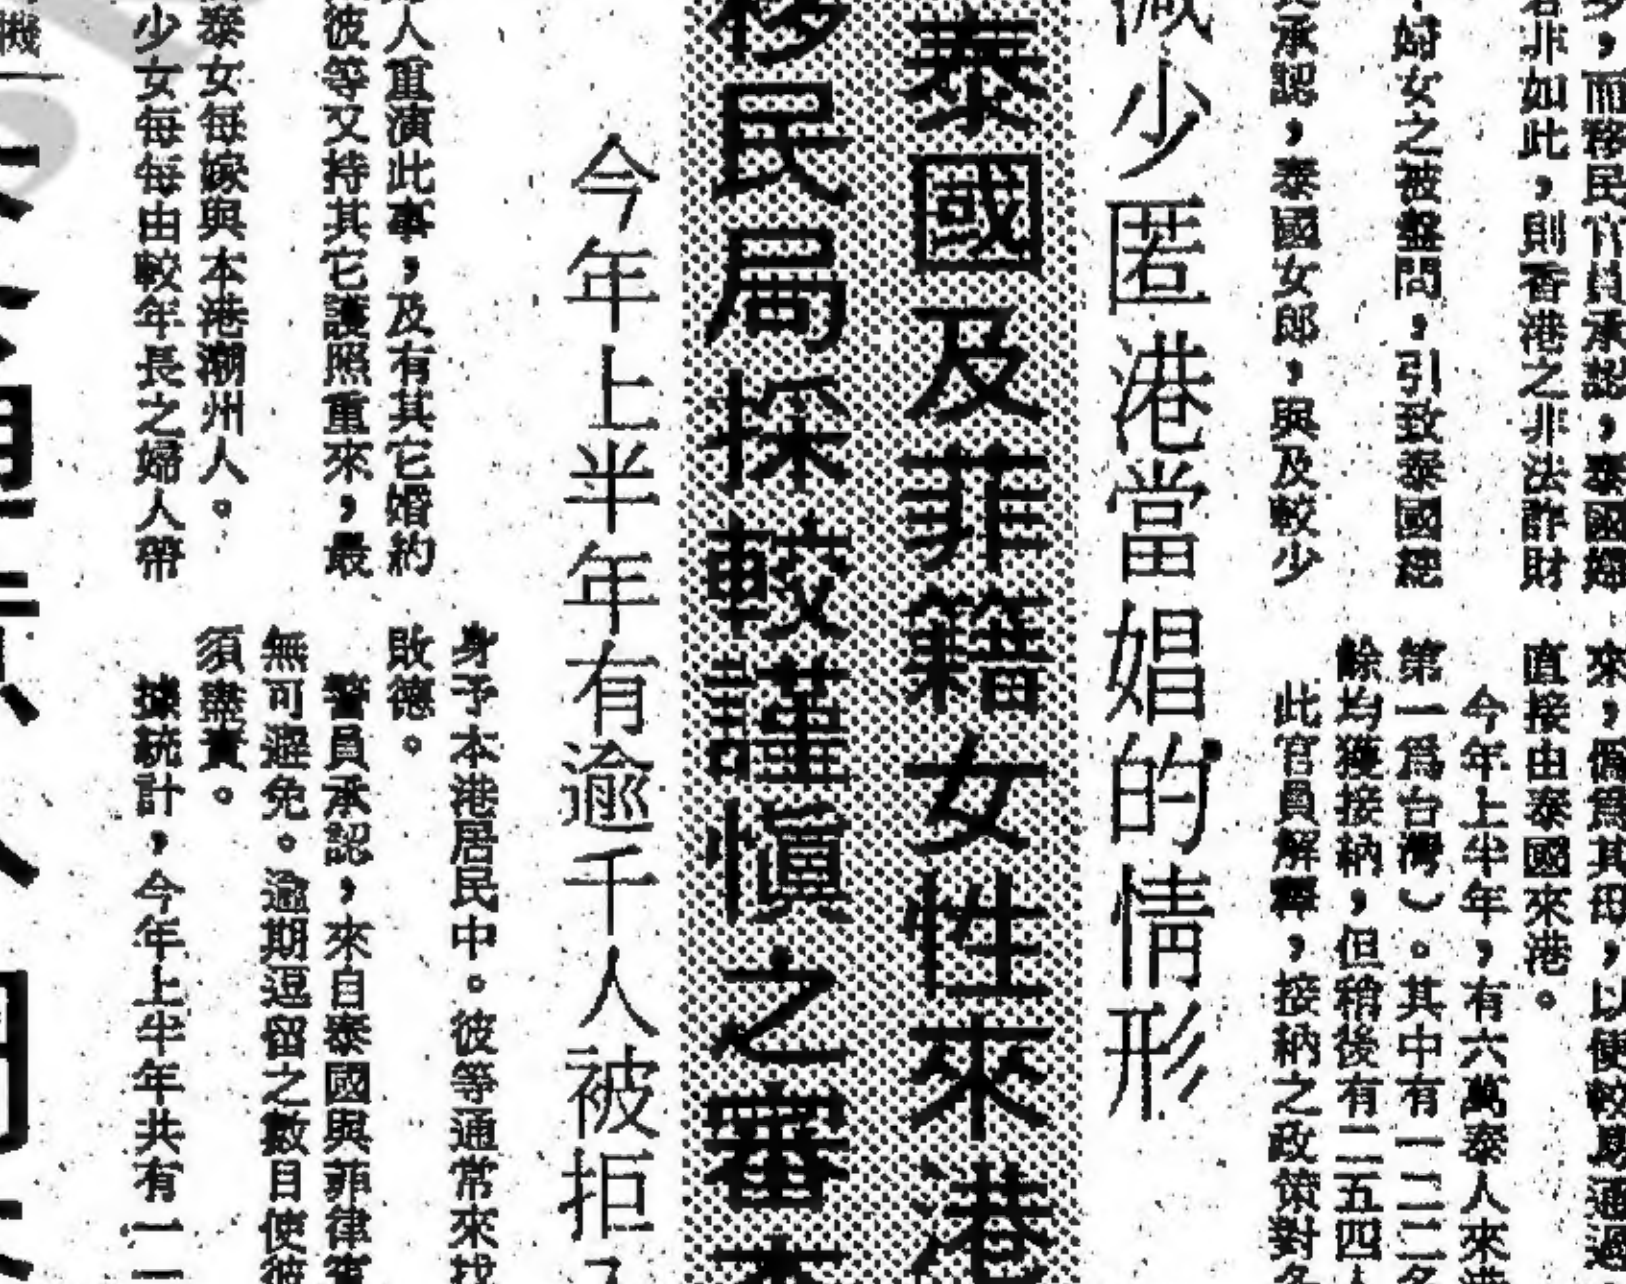 來，僞爲其母，以便較易通過
直接由泰國來港。
今年上半年，有六萬泰人來港
第一爲台灣）。其中有一二二名
餘均獲接納，但稍後有二五四
此官員解釋，接納之政策對
，而移民官員承認，泰國婦
若非如此，則香港之非法詐財
婦女之被盤問，引致泰國總
承認，泰國女郎，與及較少
減少匿港當娼的情形
泰國及菲籍女性來港
移民局採較謹慎之審
今年上半年有逾千人被拒
人重演此事，及有其它婚約
彼等又持其它護照重來，最
泰女每嫁與本港潮州人。
少女每每由較年長之婦人帶
身予本港居民中。彼等通常來找
敗德。
警員承認，來自泰國與菲律賓
無可避免。逾期逗留之數目使彼
須盡責。
據統計，今年上半年共有一一
機